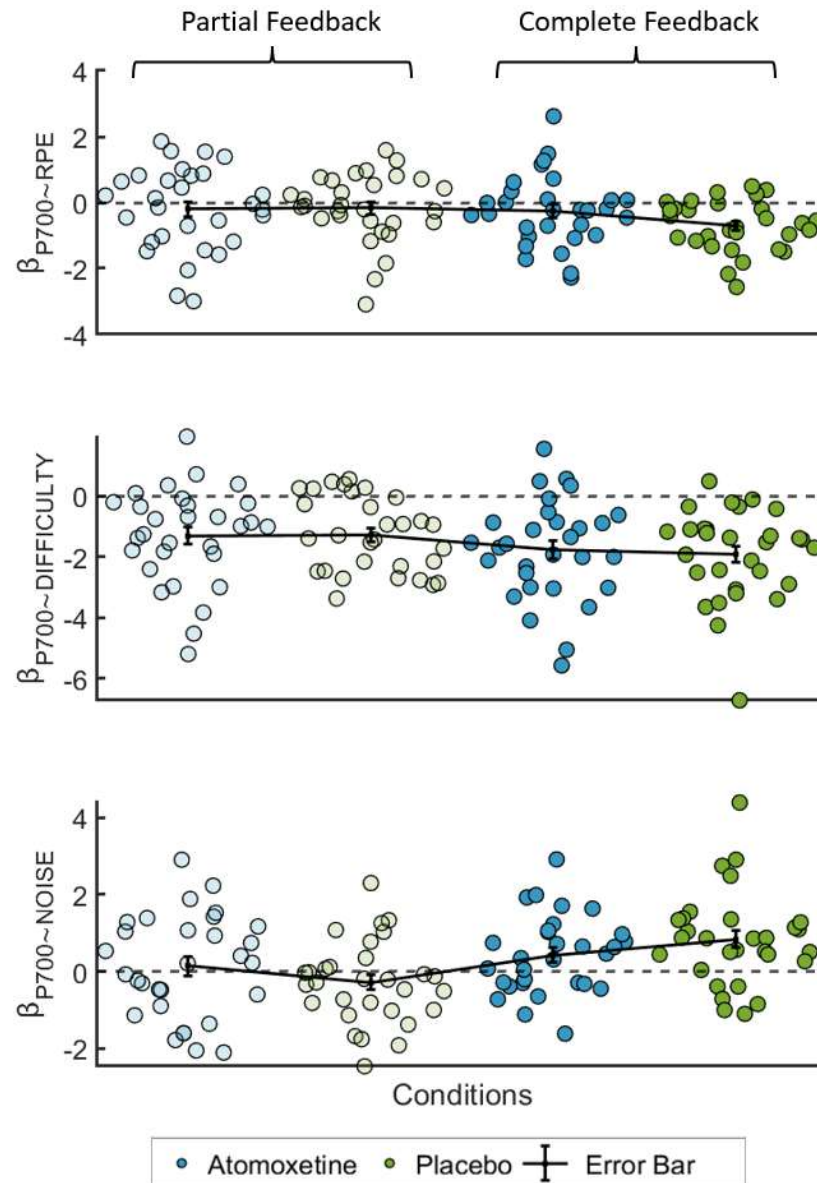 Partial Feedback
Complete Feedback
4
2
0
-2
-4
βP700~RPE
0
-2
-4
-6
βP700~DIFFICULTY
4
2
0
-2
βP700~NOISE
Conditions
Atomoxetine Placebo Error Bar